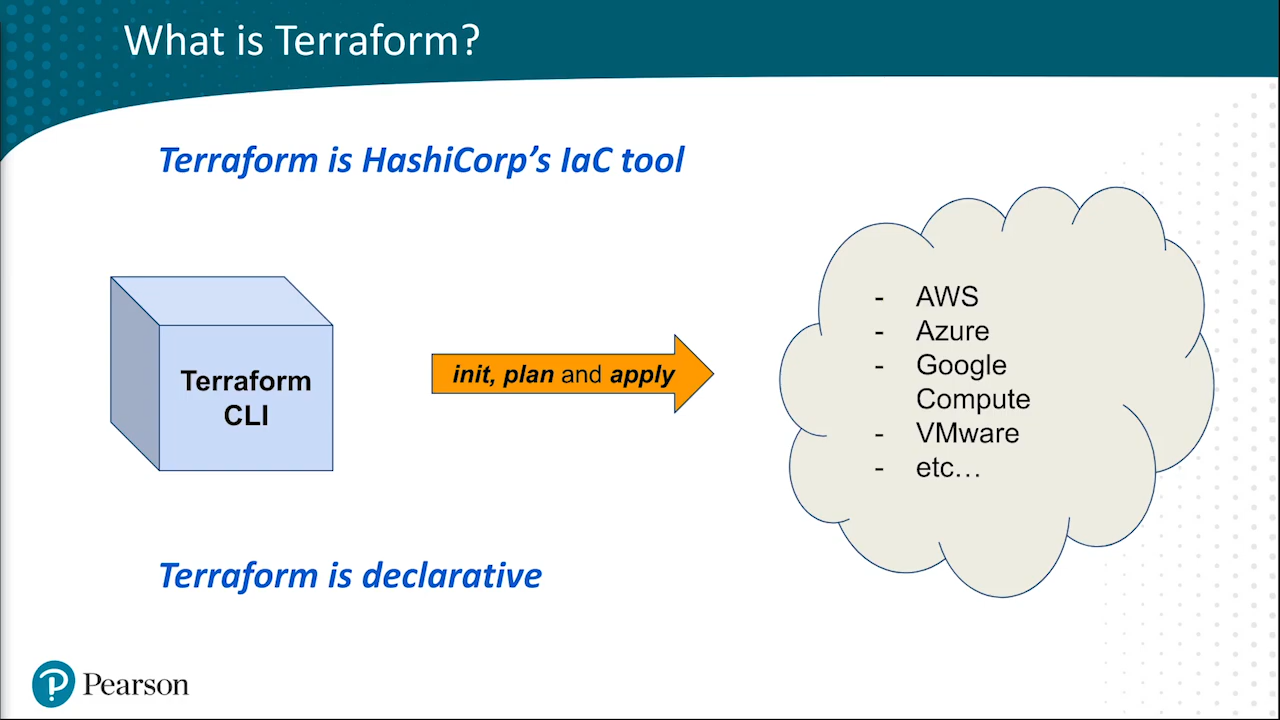 What is Terraform?
Terraform is HashiCorp’s IaC tool
Terraform
CLI
init, plan and apply
- AWS
- Azure
- Google
Compute
- VMware
- etc…
Terraform is declarative
Pearson